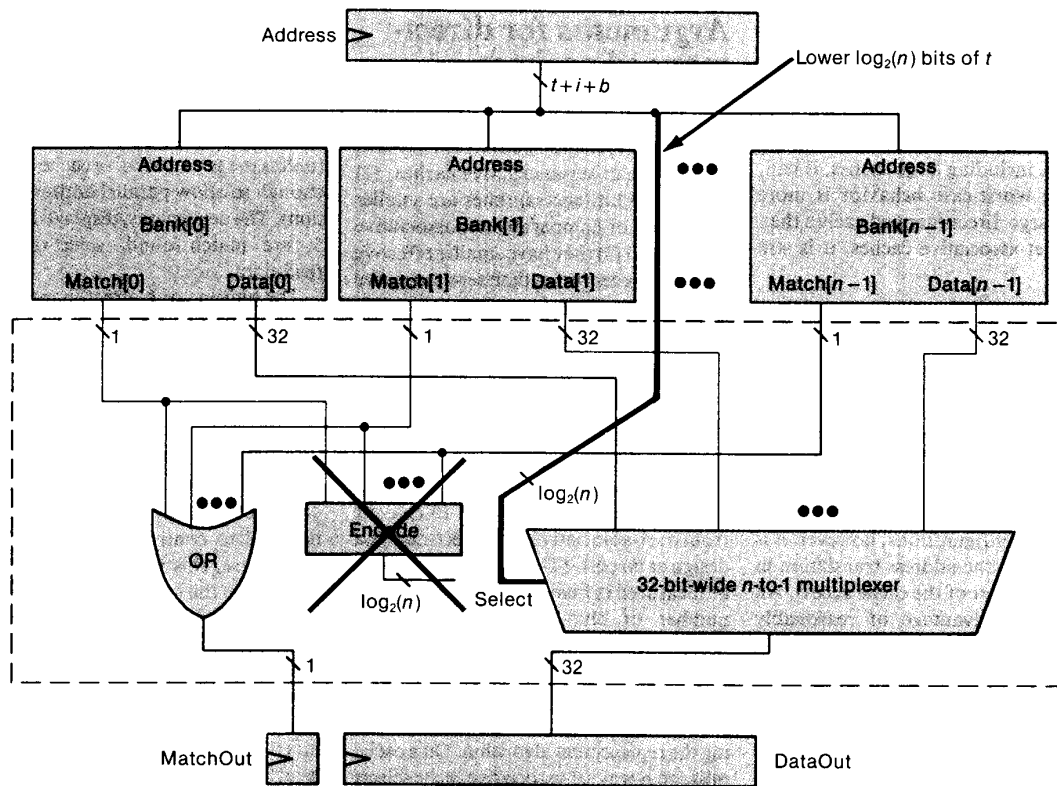 Address
t+i+b
Lower log₂(n) bits of t
Address
Bank[0]
Match[0] Data[0]
Address
Bank[1]
Match[1] Data[1]
Address
Bank[n−1]
Match[n−1] Data[n−1]
1
32
1
32
1
32
log₂(n)
OR
Encode
log₂(n)
Select
32-bit-wide n-to-1 multiplexer
1
32
MatchOut
DataOut